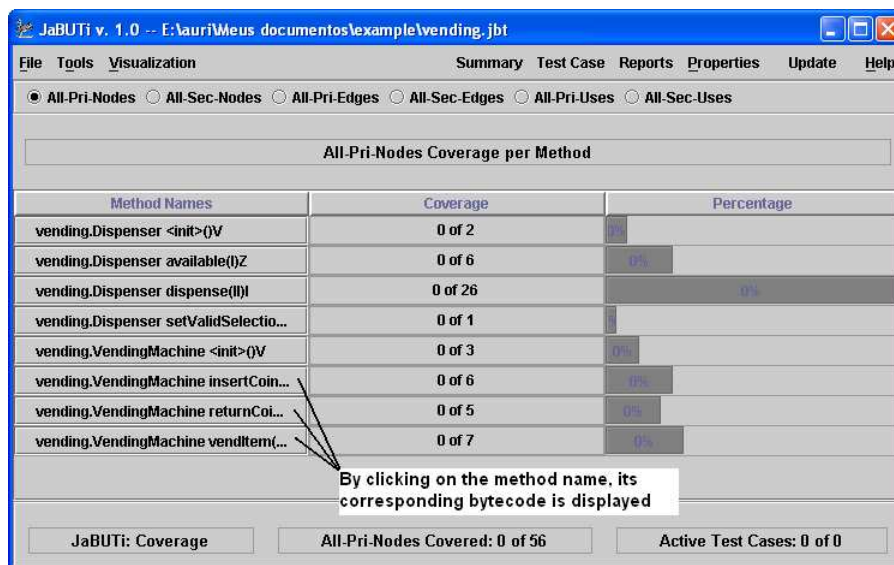 JaBUTi v. 1.0 -- E:\auri\Meus documentos\example\vending.jbt
File Tools Visualization Summary Test Case Reports Properties Update Help
All-Pri-Nodes All-Sec-Nodes All-Pri-Edges All-Sec-Edges All-Pri-Uses All-Sec-Uses
All-Pri-Nodes Coverage per Method
Method Names Coverage Percentage
vending.Dispenser <init>()V 0 of 2 0%
vending.Dispenser available(I)Z 0 of 6 0%
vending.Dispenser dispense(II)I 0 of 26 0%
vending.Dispenser setValidSelectio... 0 of 1 %
vending.VendingMachine <init>()V 0 of 3 0%
vending.VendingMachine insertCoin... 0 of 6 0%
vending.VendingMachine returnCoi... 0 of 5 0%
vending.VendingMachine vendItem(... 0 of 7 0%
By clicking on the method name, its
corresponding bytecode is displayed
JaBUTi: Coverage All-Pri-Nodes Covered: 0 of 56 Active Test Cases: 0 of 0